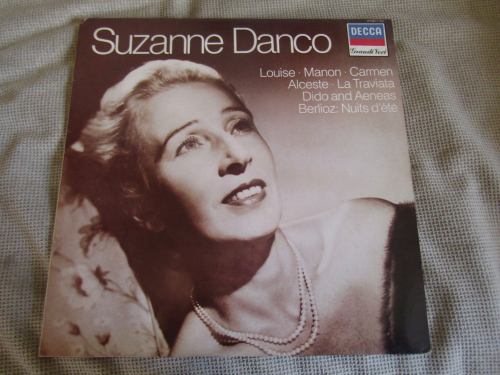 Suzanne Danco
DECCA
Grandi Voci
Louise · Manon · Carmen
Alceste · La Traviata
Dido and Aeneas
Berlioz: Nuits d'été